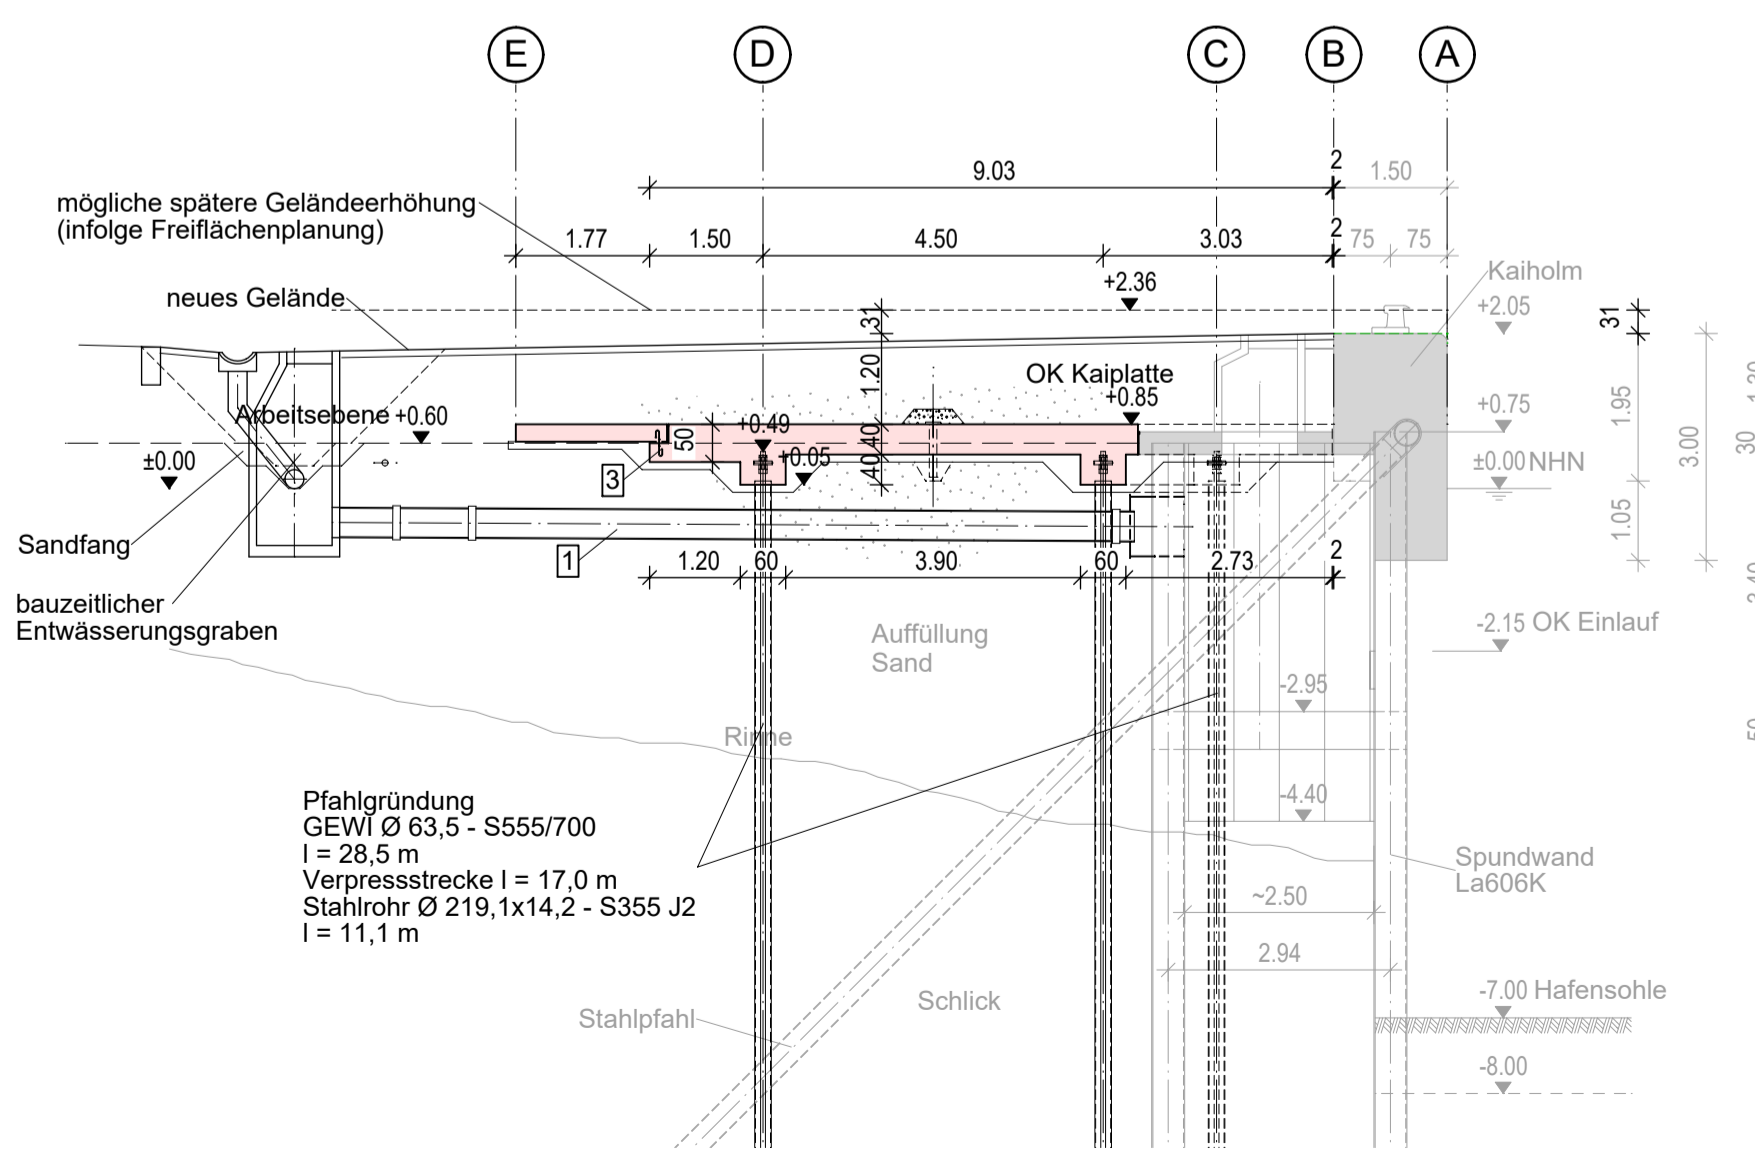 E D C B A
9.03 2 1.50
mögliche spätere Geländeerhöhung
(infolge Freiflächenplanung)
1.77 1.50 4.50 3.03 2 75 75
Kaiholm
+2.36
+2.05
neues Gelände
31
31
1.20
OK Kaiplatte
+0.85
1.95
+0.75
3.00
30
Arbeitsebene +0.60
+0.49
50
40
±0.00
+0.05
40
±0.00 NHN
3
1.05
Sandfang
1
1.20 60 3.90 60 2.73 2
bauzeitlicher
Entwässerungsgraben
Auffüllung
Sand
-2.15 OK Einlauf
-2.95
Rinne
50
Pfahlgründung
GEWI Ø 63,5 - S555/700
l = 28,5 m
Verpressstrecke l = 17,0 m
Stahlrohr Ø 219,1x14,2 - S355 J2
l = 11,1 m
-4.40
Spundwand
La606K
~2.50
2.94
Schlick
Stahlpfahl
-7.00 Hafensohle
-8.00